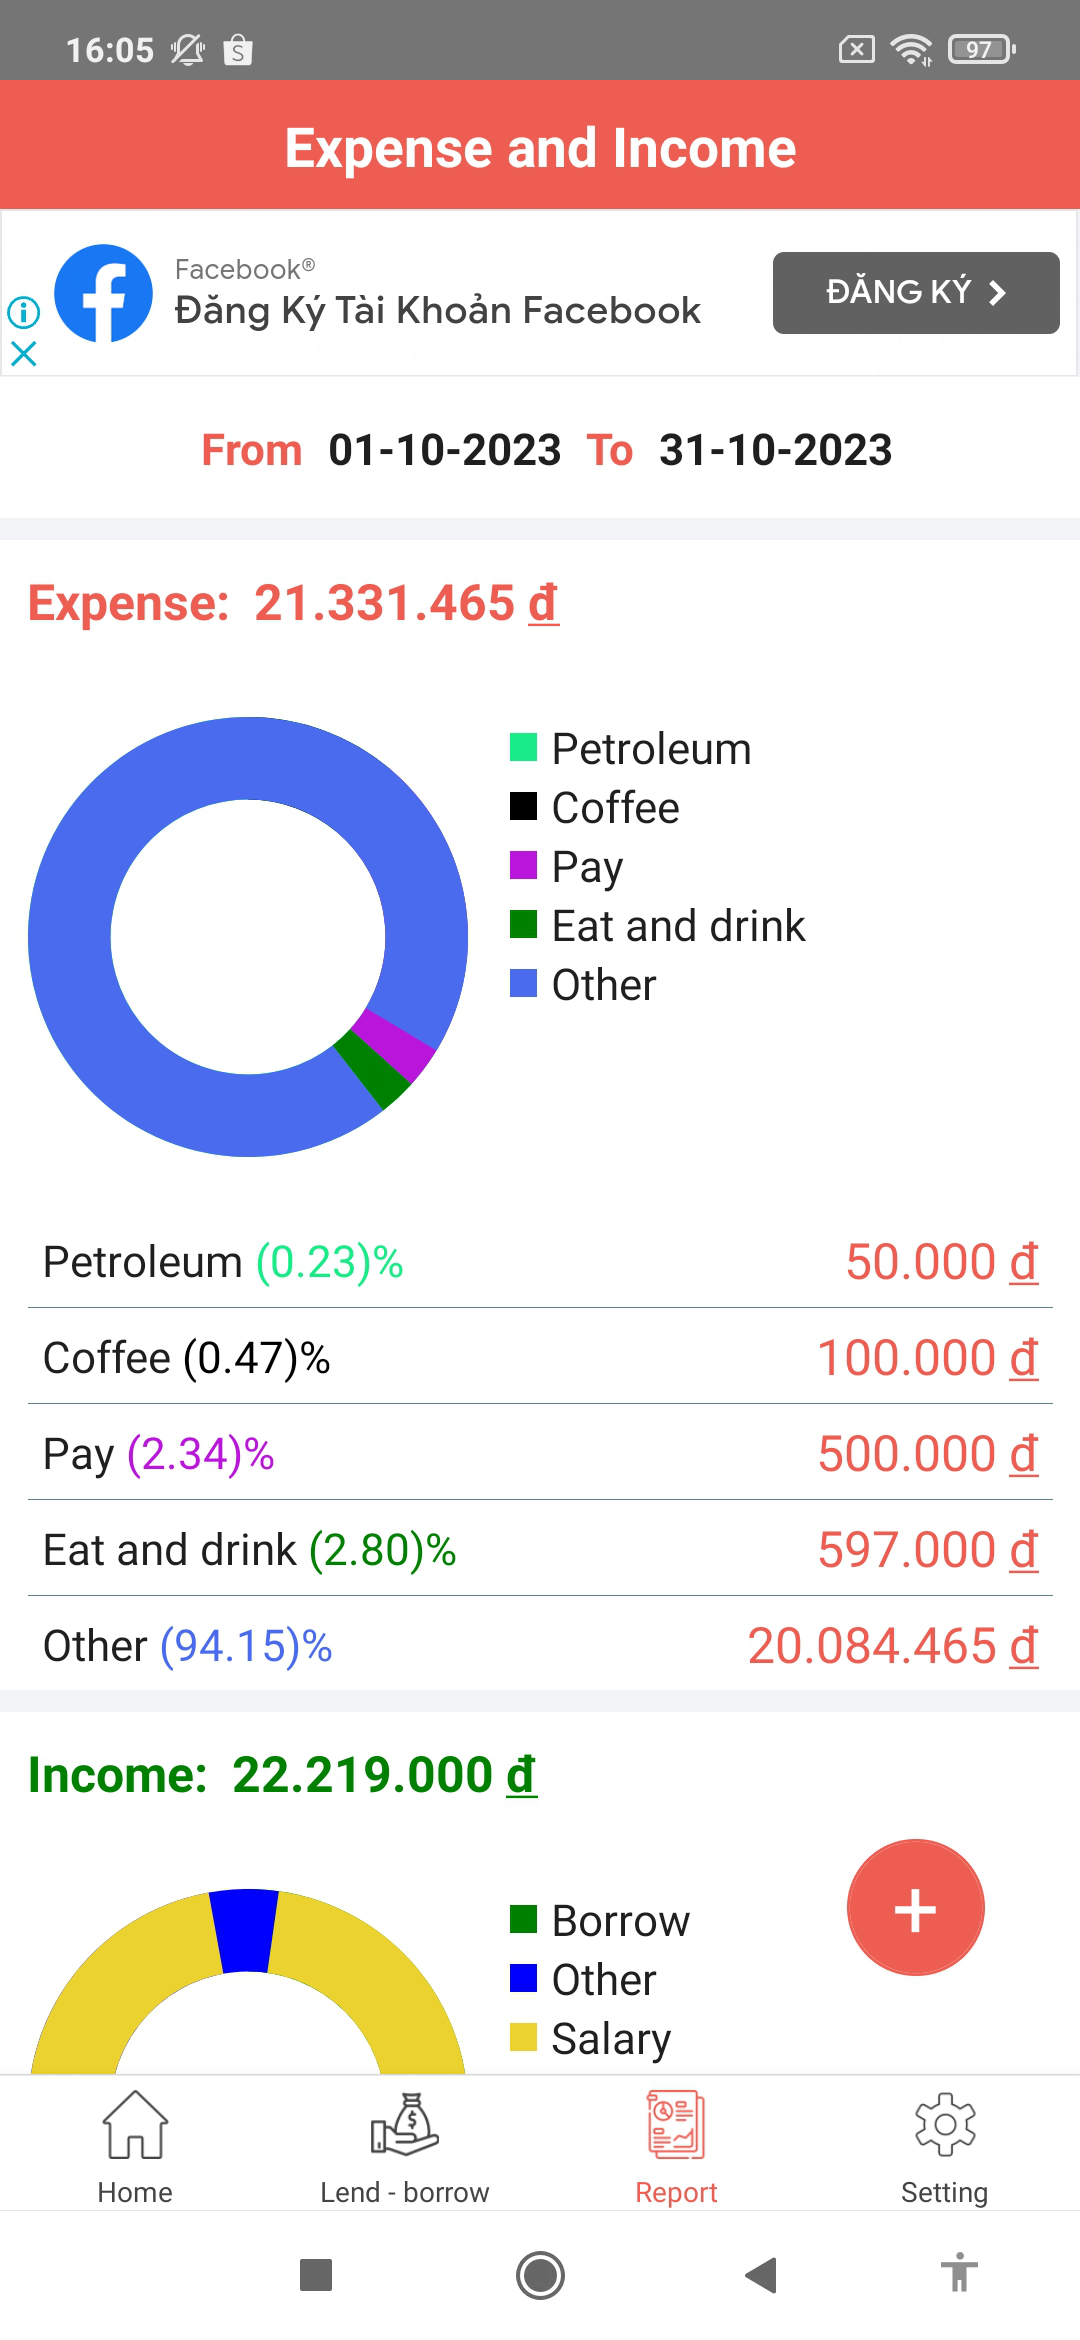 16:05
97
Expense and Income
Facebook®
Đăng Ký Tài Khoản Facebook
ĐĂNG KÝ
From 01-10-2023 To 31-10-2023
Expense: 21.331.465 đ
Petroleum
Coffee
Pay
Eat and drink
Other
Petroleum (0.23)% 50.000 đ
Coffee (0.47)% 100.000 đ
Pay (2.34)% 500.000 đ
Eat and drink (2.80)% 597.000 đ
Other (94.15)% 20.084.465 đ
Income: 22.219.000 đ
Borrow
Other
Salary
Home
Lend - borrow
Report
Setting